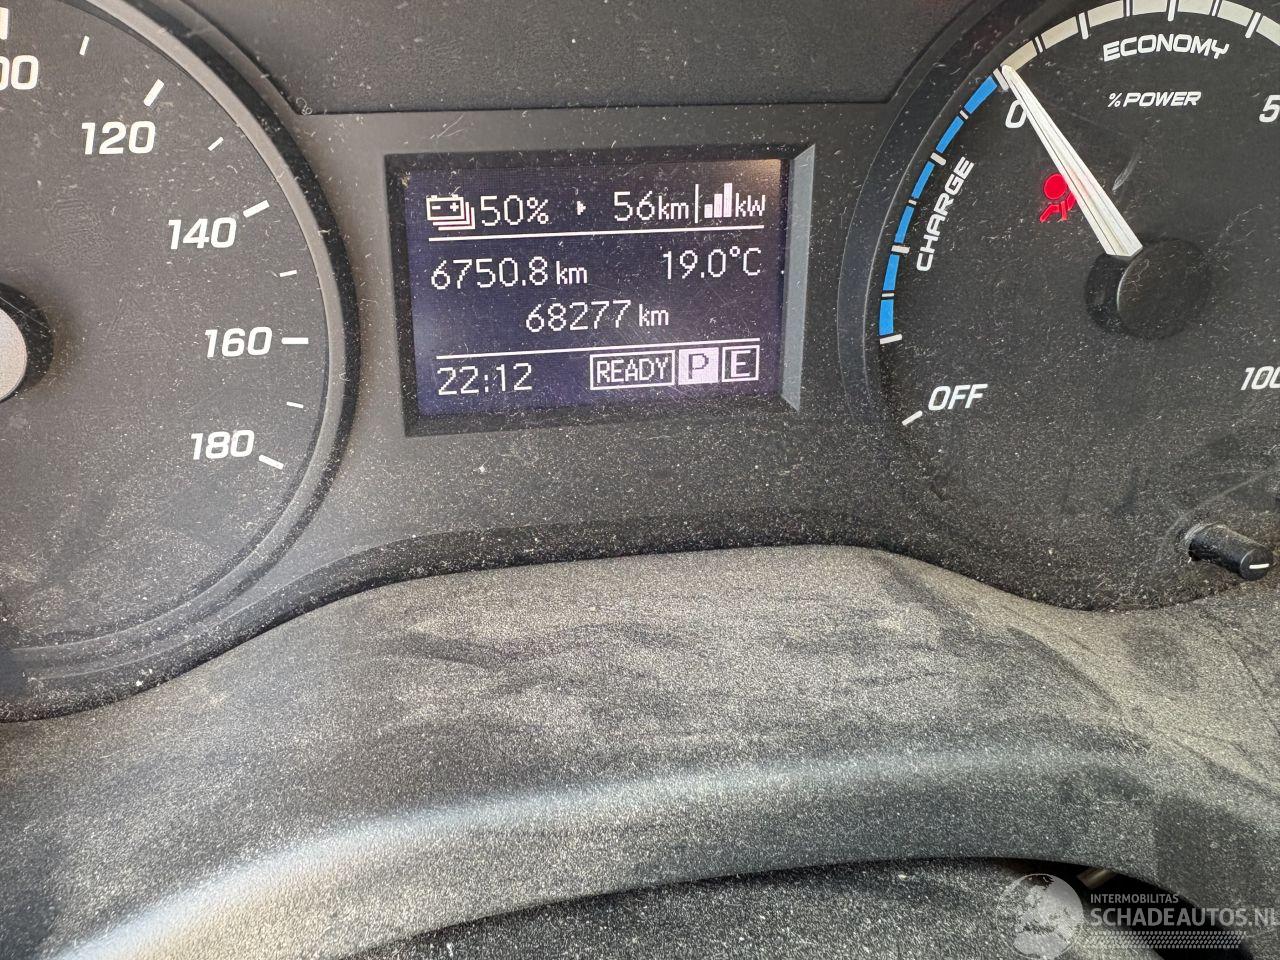 120
140
160
180
50% 56km kW
6750.8 km 19.0°C
68277 km
22:12 READY P E
ECONOMY
% POWER
0
CHARGE
OFF
100
INTERMOBILITAS
SCHADEAUTOS.NL